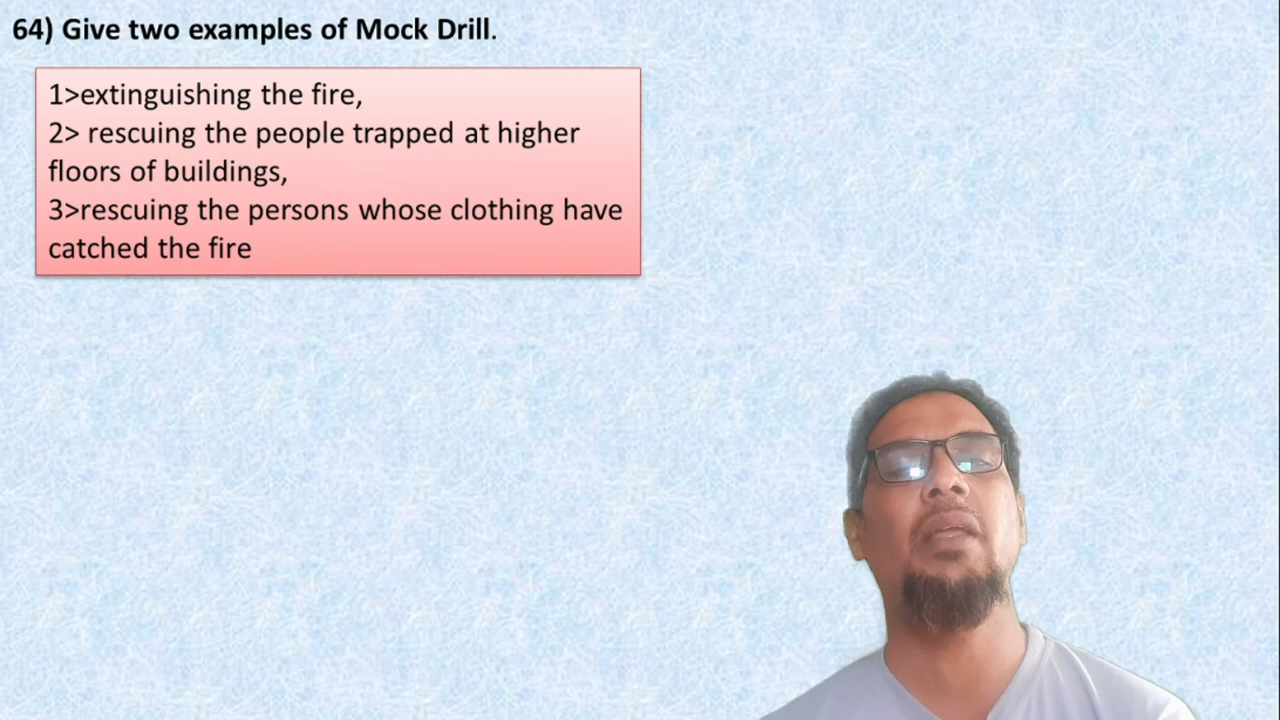 64) Give two examples of Mock Drill.
1>extinguishing the fire,
2> rescuing the people trapped at higher
floors of buildings,
3>rescuing the persons whose clothing have
catched the fire